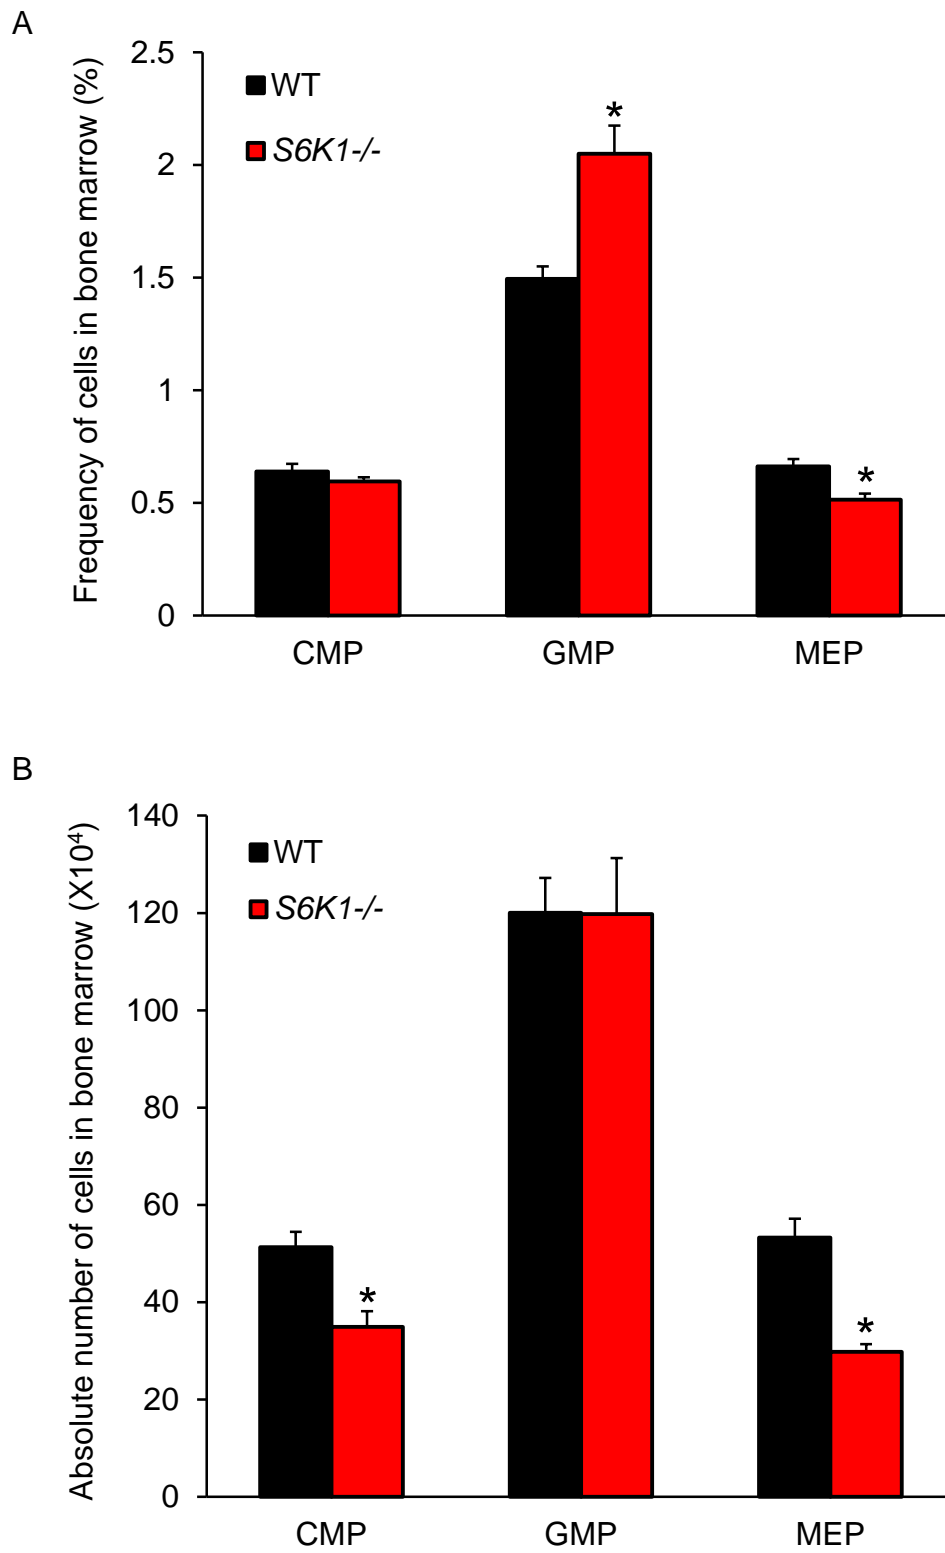 A
Frequency of cells in bone marrow (%)
2.5
2
1.5
1
0.5
0
WT
S6K1-/-
*
*
CMP GMP MEP
B
Absolute number of cells in bone marrow (X10⁴)
140
120
100
80
60
40
20
0
WT
S6K1-/-
*
*
CMP GMP MEP